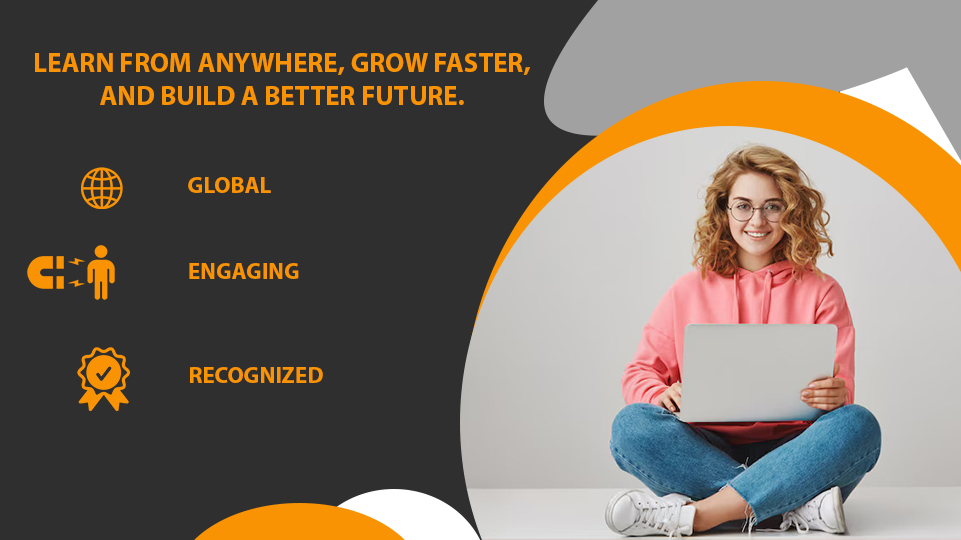 LEARN FROM ANYWHERE, GROW FASTER,
AND BUILD A BETTER FUTURE.
GLOBAL
ENGAGING
RECOGNIZED